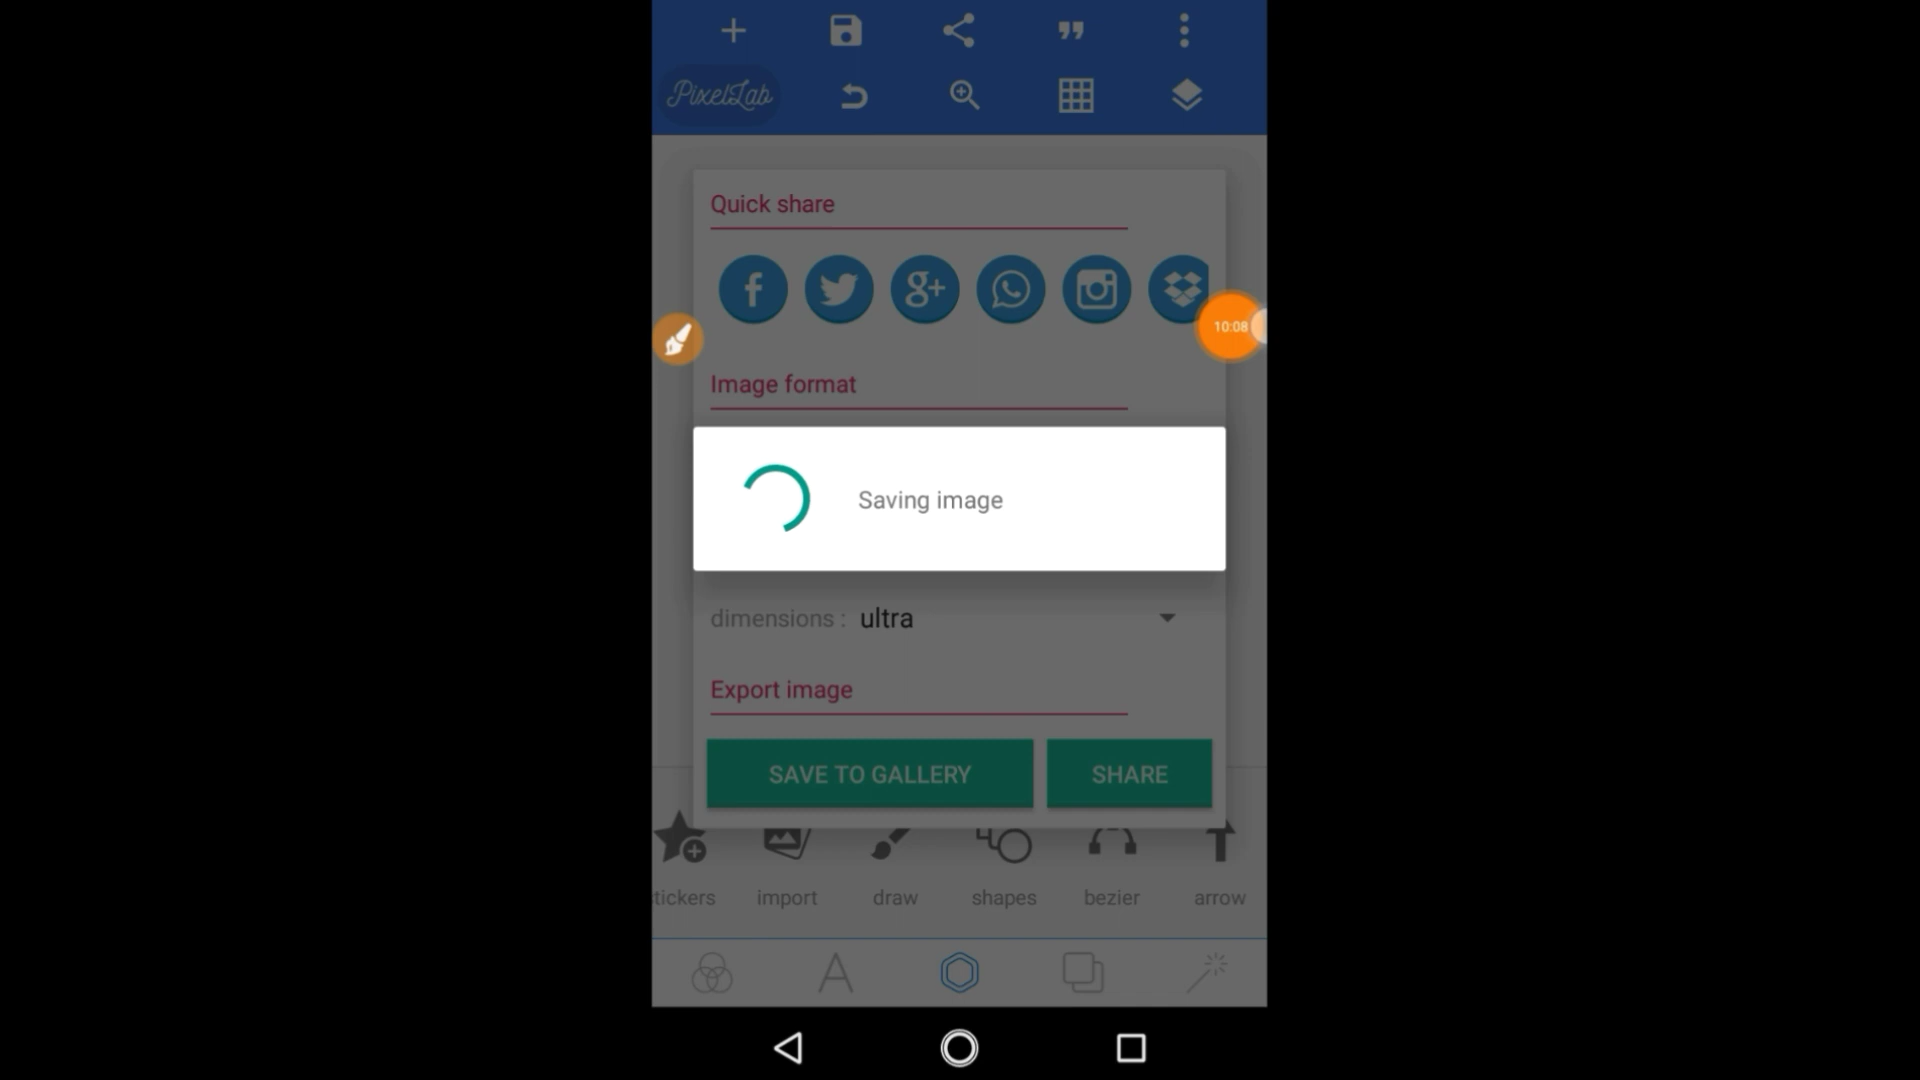 PixelLab
Quick share
10:08
Image format
Saving image
dimensions : ultra
Export image
SAVE TO GALLERY SHARE
tickers import draw shapes bezier arrow